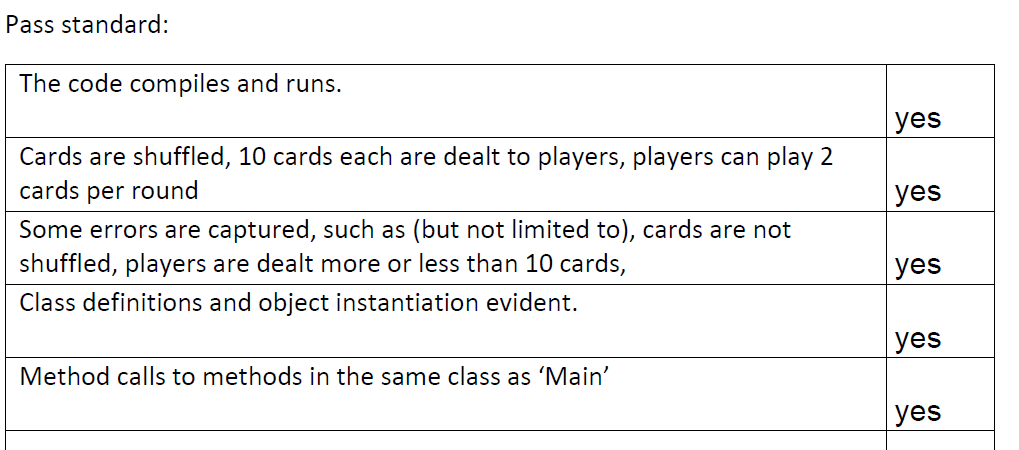 Pass standard:
The code compiles and runs.
yes
Cards are shuffled, 10 cards each are dealt to players, players can play 2
cards per round
yes
Some errors are captured, such as (but not limited to), cards are not
shuffled, players are dealt more or less than 10 cards,
yes
Class definitions and object instantiation evident.
yes
Method calls to methods in the same class as ‘Main’
yes